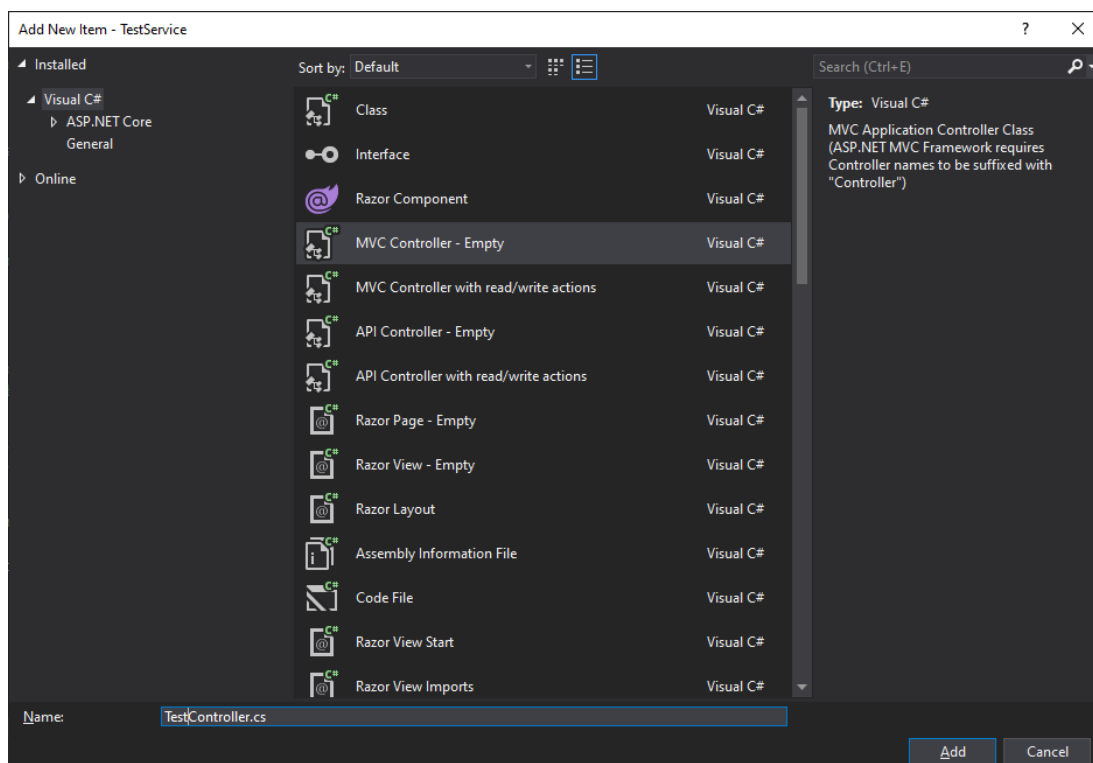 Add New Item - TestService
?
Installed
Sort by: Default
Search (Ctrl+E)
Visual C#
ASP.NET Core
General
Online
Class Visual C#
Interface Visual C#
Razor Component Visual C#
MVC Controller - Empty Visual C#
MVC Controller with read/write actions Visual C#
API Controller - Empty Visual C#
API Controller with read/write actions Visual C#
Razor Page - Empty Visual C#
Razor View - Empty Visual C#
Razor Layout Visual C#
Assembly Information File Visual C#
Code File Visual C#
Razor View Start Visual C#
Razor View Imports Visual C#
Type: Visual C#
MVC Application Controller Class
(ASP.NET MVC Framework requires
Controller names to be suffixed with
"Controller")
Name: TestController.cs
Add Cancel